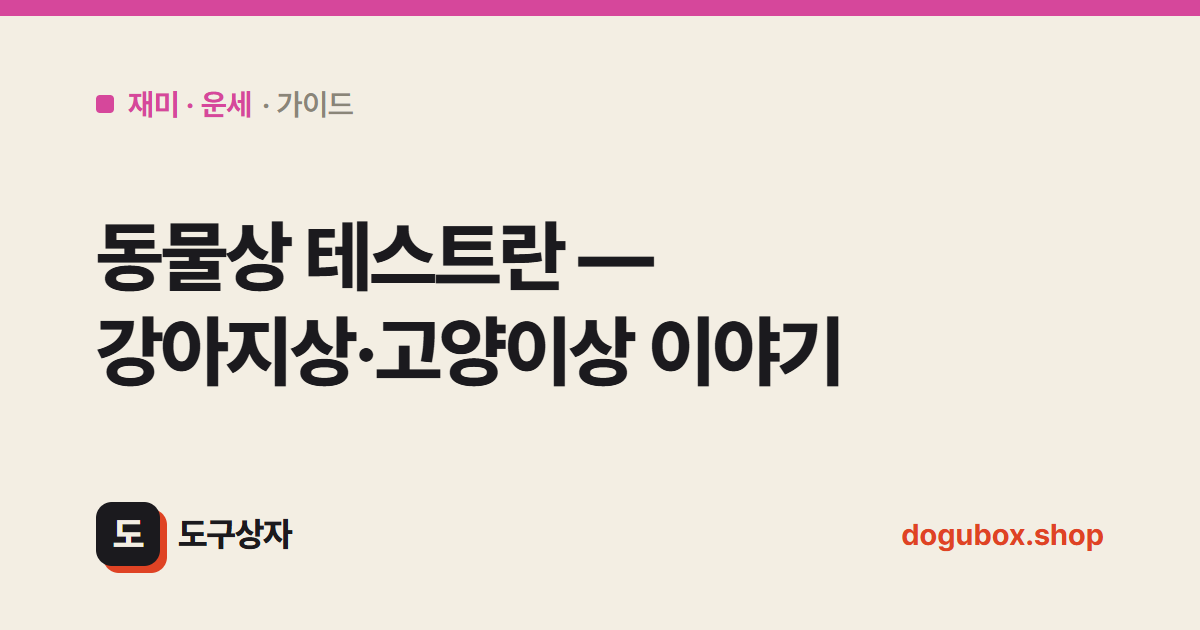 재미 · 운세 · 가이드
동물상 테스트란 —
강아지상·고양이상 이야기
도 도구상자
dogubox.shop